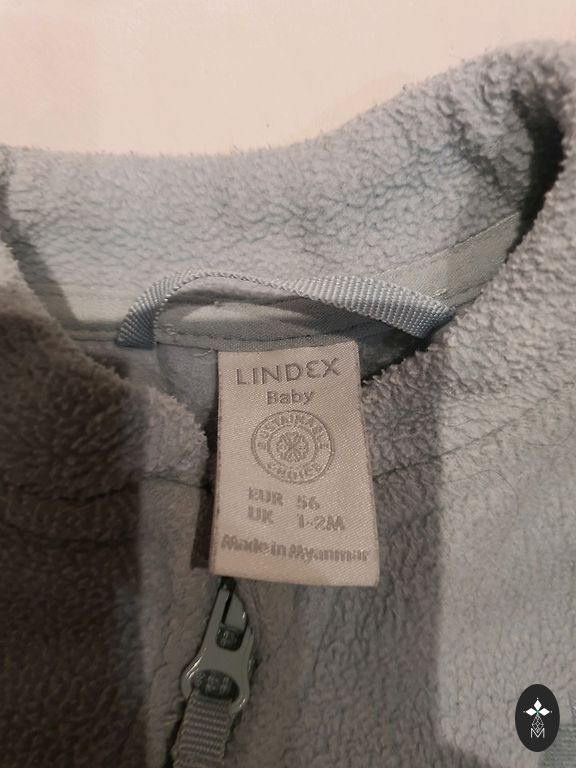 LINDEX
Baby
SUSTAINABLE
CHOICE
EUR 56
UK 1-2M
Made in Myanmar
M